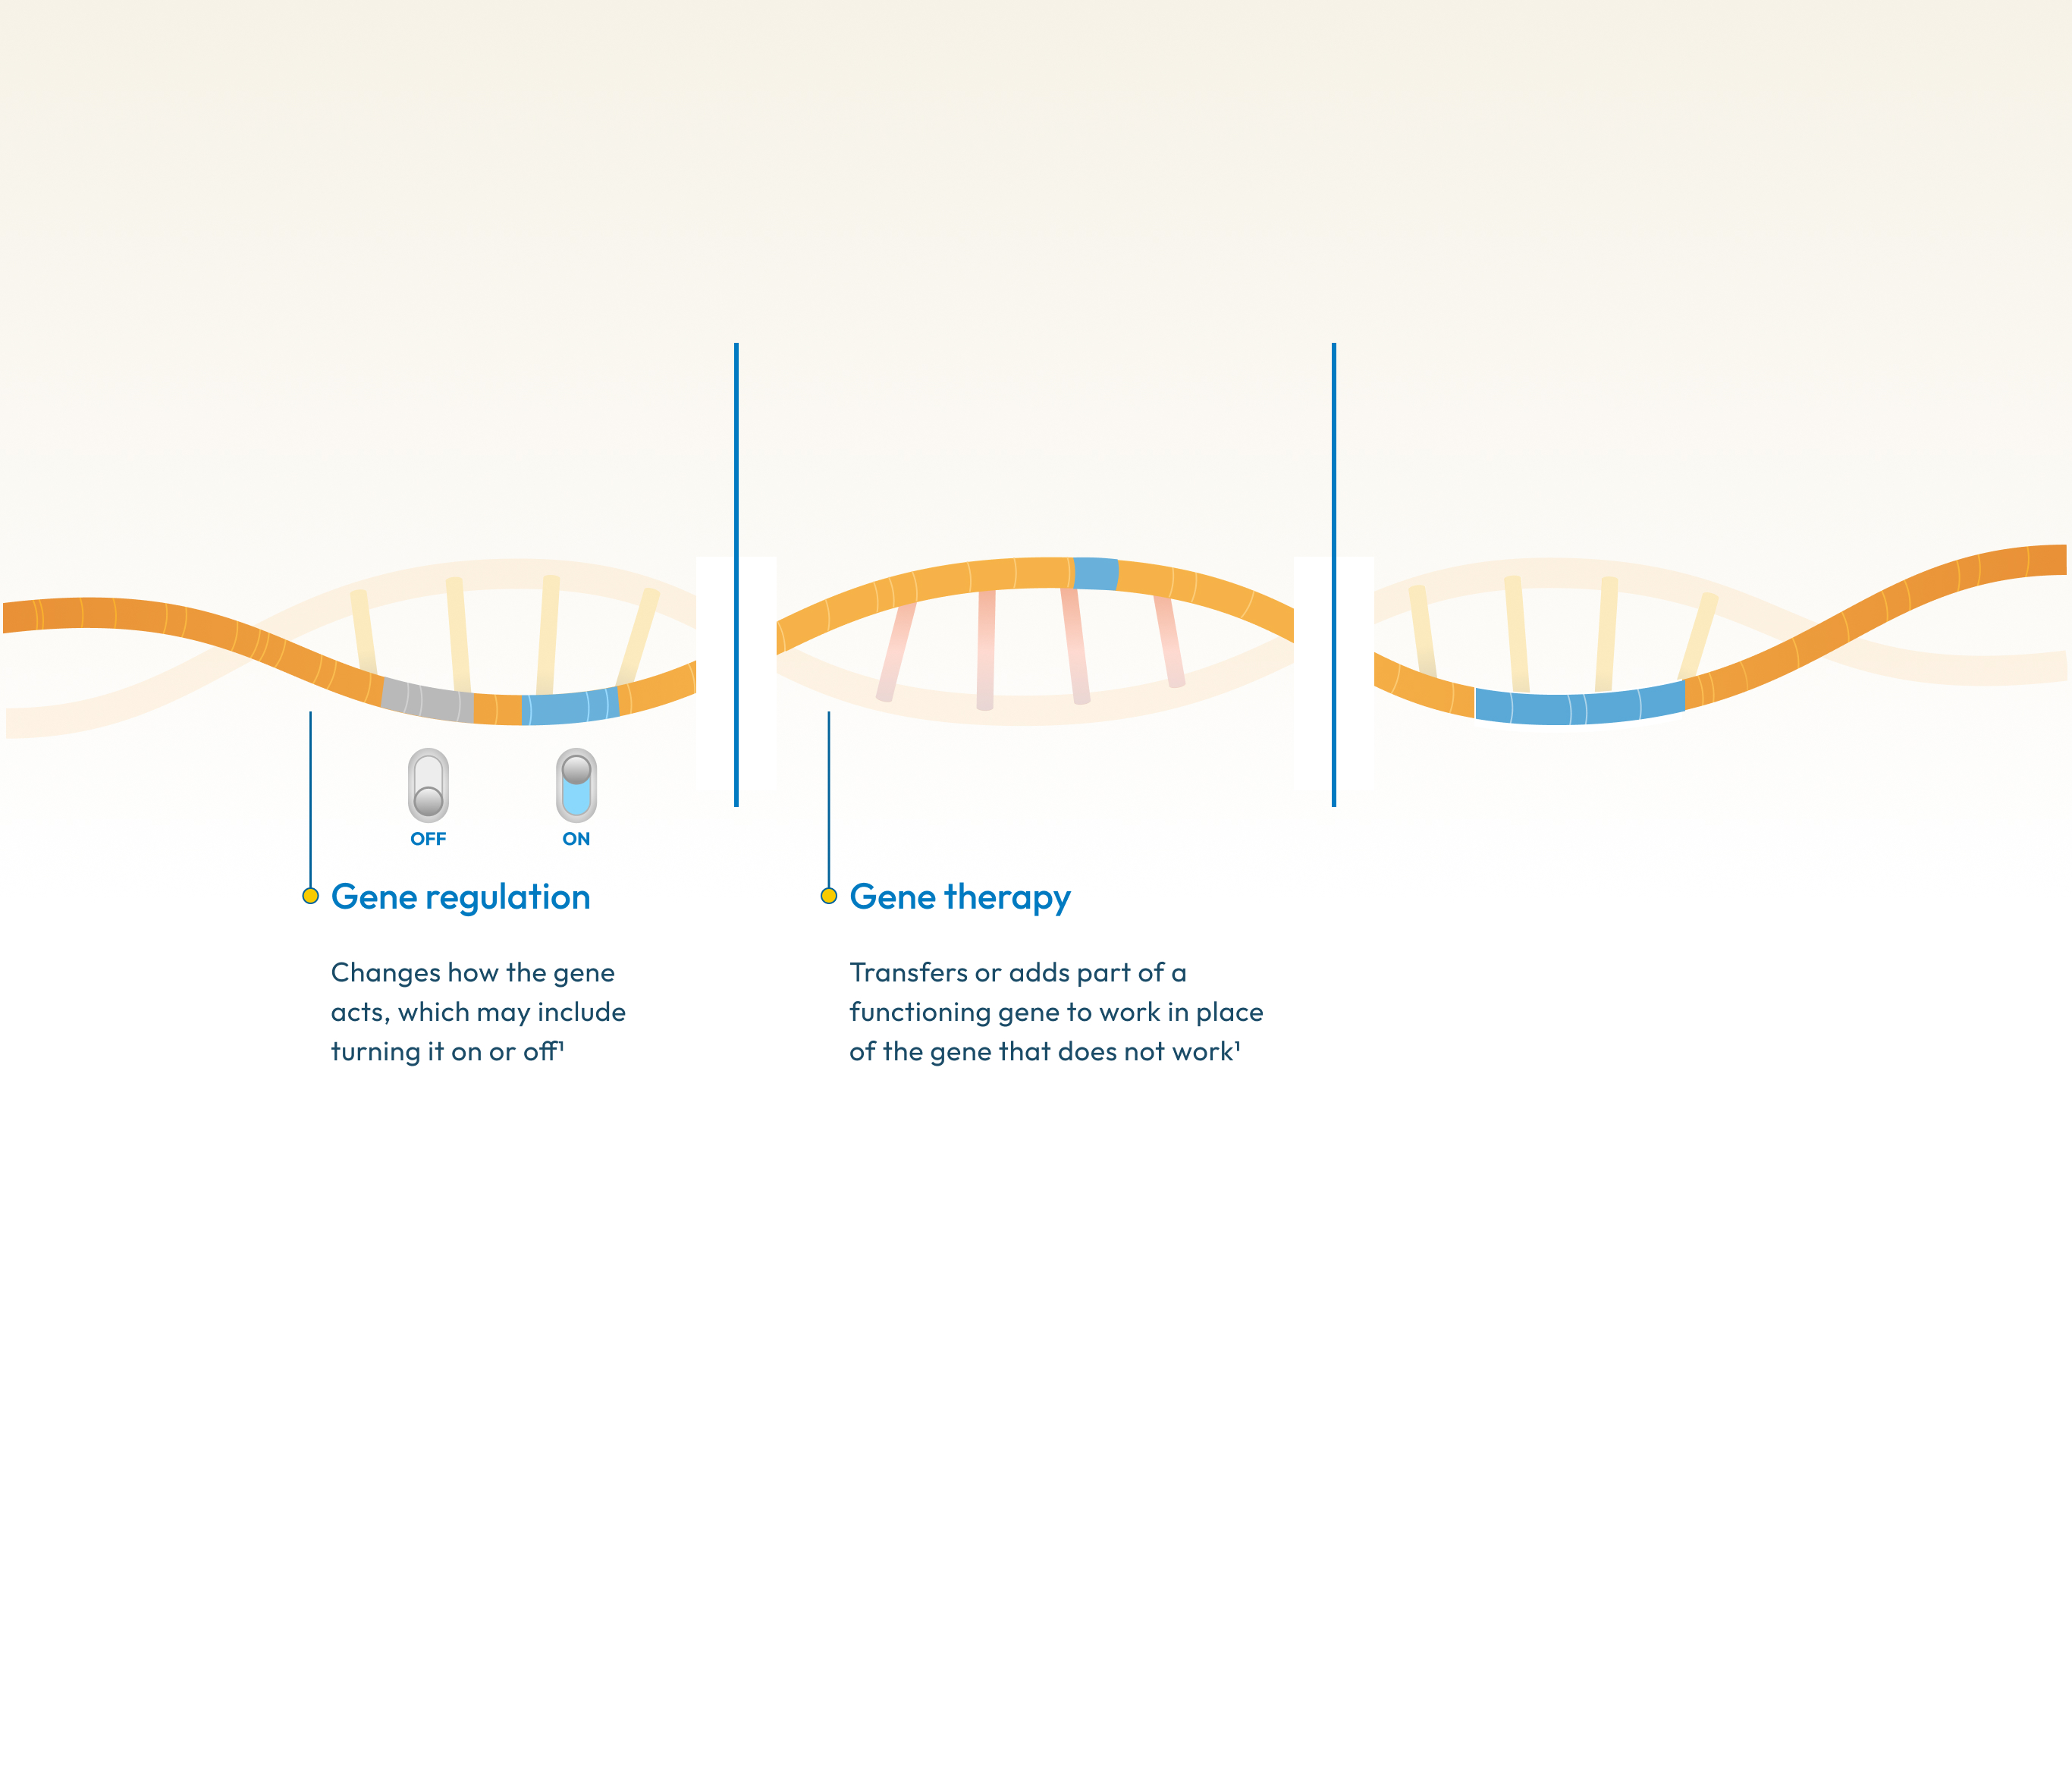 OFF
ON
Gene regulation
Changes how the gene
acts, which may include
turning it on or off¹
Gene therapy
Transfers or adds part of a
functioning gene to work in place
of the gene that does not work¹